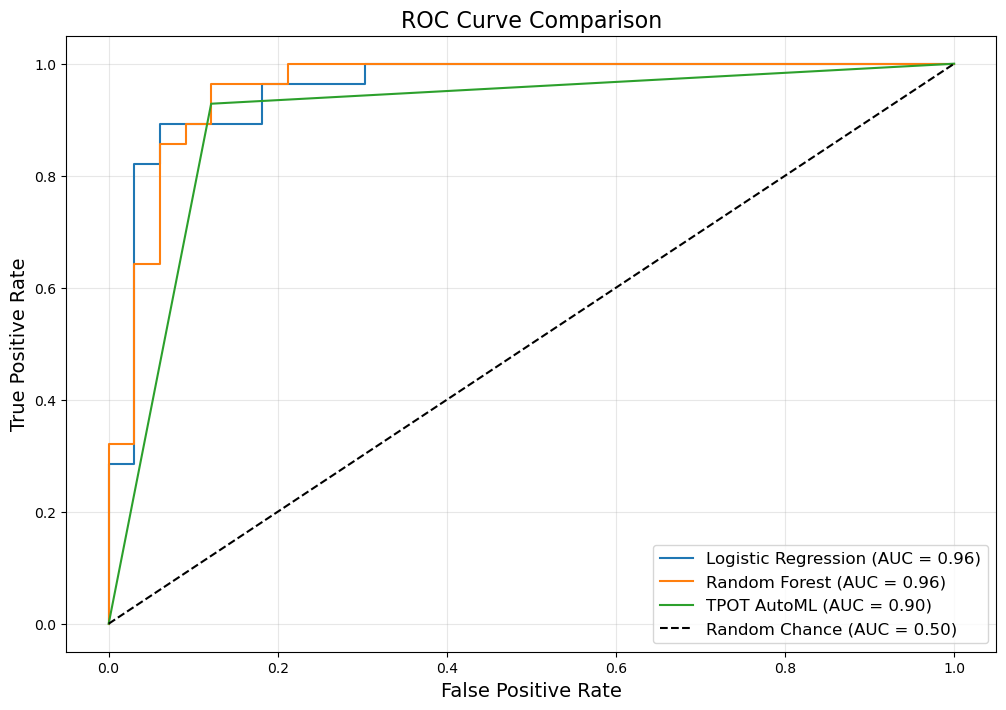 ROC Curve Comparison
True Positive Rate
1.0
0.8
0.6
0.4
0.2
0.0
Logistic Regression (AUC = 0.96)
Random Forest (AUC = 0.96)
TPOT AutoML (AUC = 0.90)
Random Chance (AUC = 0.50)
0.0 0.2 0.4 0.6 0.8 1.0
False Positive Rate